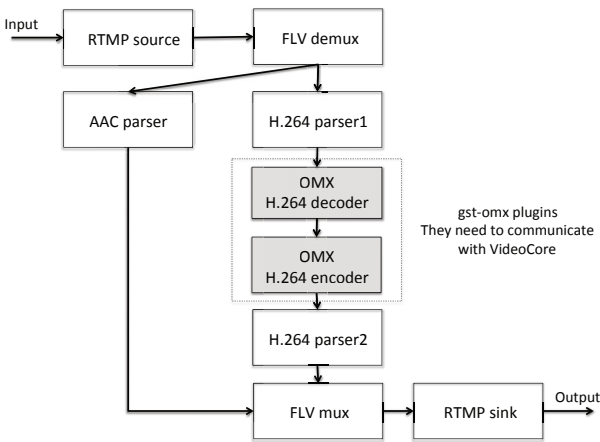 Input
RTMP source
FLV demux
AAC parser
H.264 parser1
OMX
H.264 decoder
gst-omx plugins
They need to communicate
with VideoCore
OMX
H.264 encoder
H.264 parser2
FLV mux
RTMP sink
Output